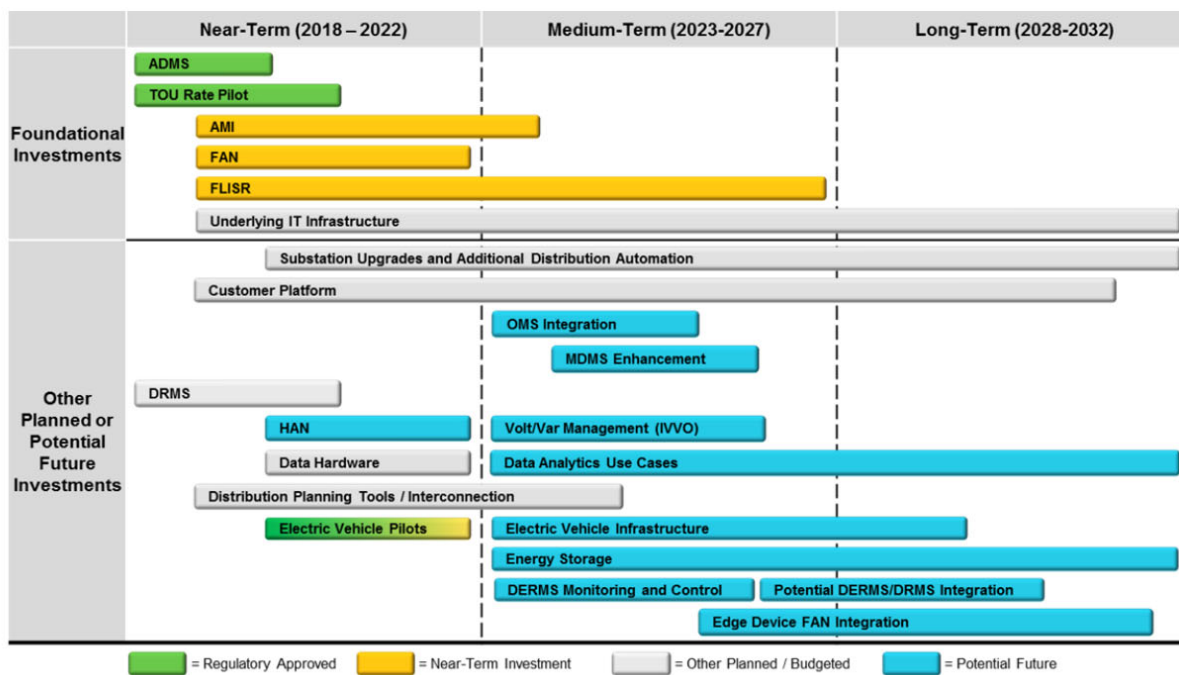 Near-Term (2018 – 2022)
Medium-Term (2023-2027)
Long-Term (2028-2032)
Foundational
Investments
ADMS
TOU Rate Pilot
AMI
FAN
FLISR
Underlying IT Infrastructure
Other
Planned or
Potential
Future
Investments
Substation Upgrades and Additional Distribution Automation
Customer Platform
OMS Integration
MDMS Enhancement
DRMS
HAN
Volt/Var Management (IVVO)
Data Hardware
Data Analytics Use Cases
Distribution Planning Tools / Interconnection
Electric Vehicle Pilots
Electric Vehicle Infrastructure
Energy Storage
DERMS Monitoring and Control
Potential DERMS/DRMS Integration
Edge Device FAN Integration
= Regulatory Approved
= Near-Term Investment
= Other Planned / Budgeted
= Potential Future